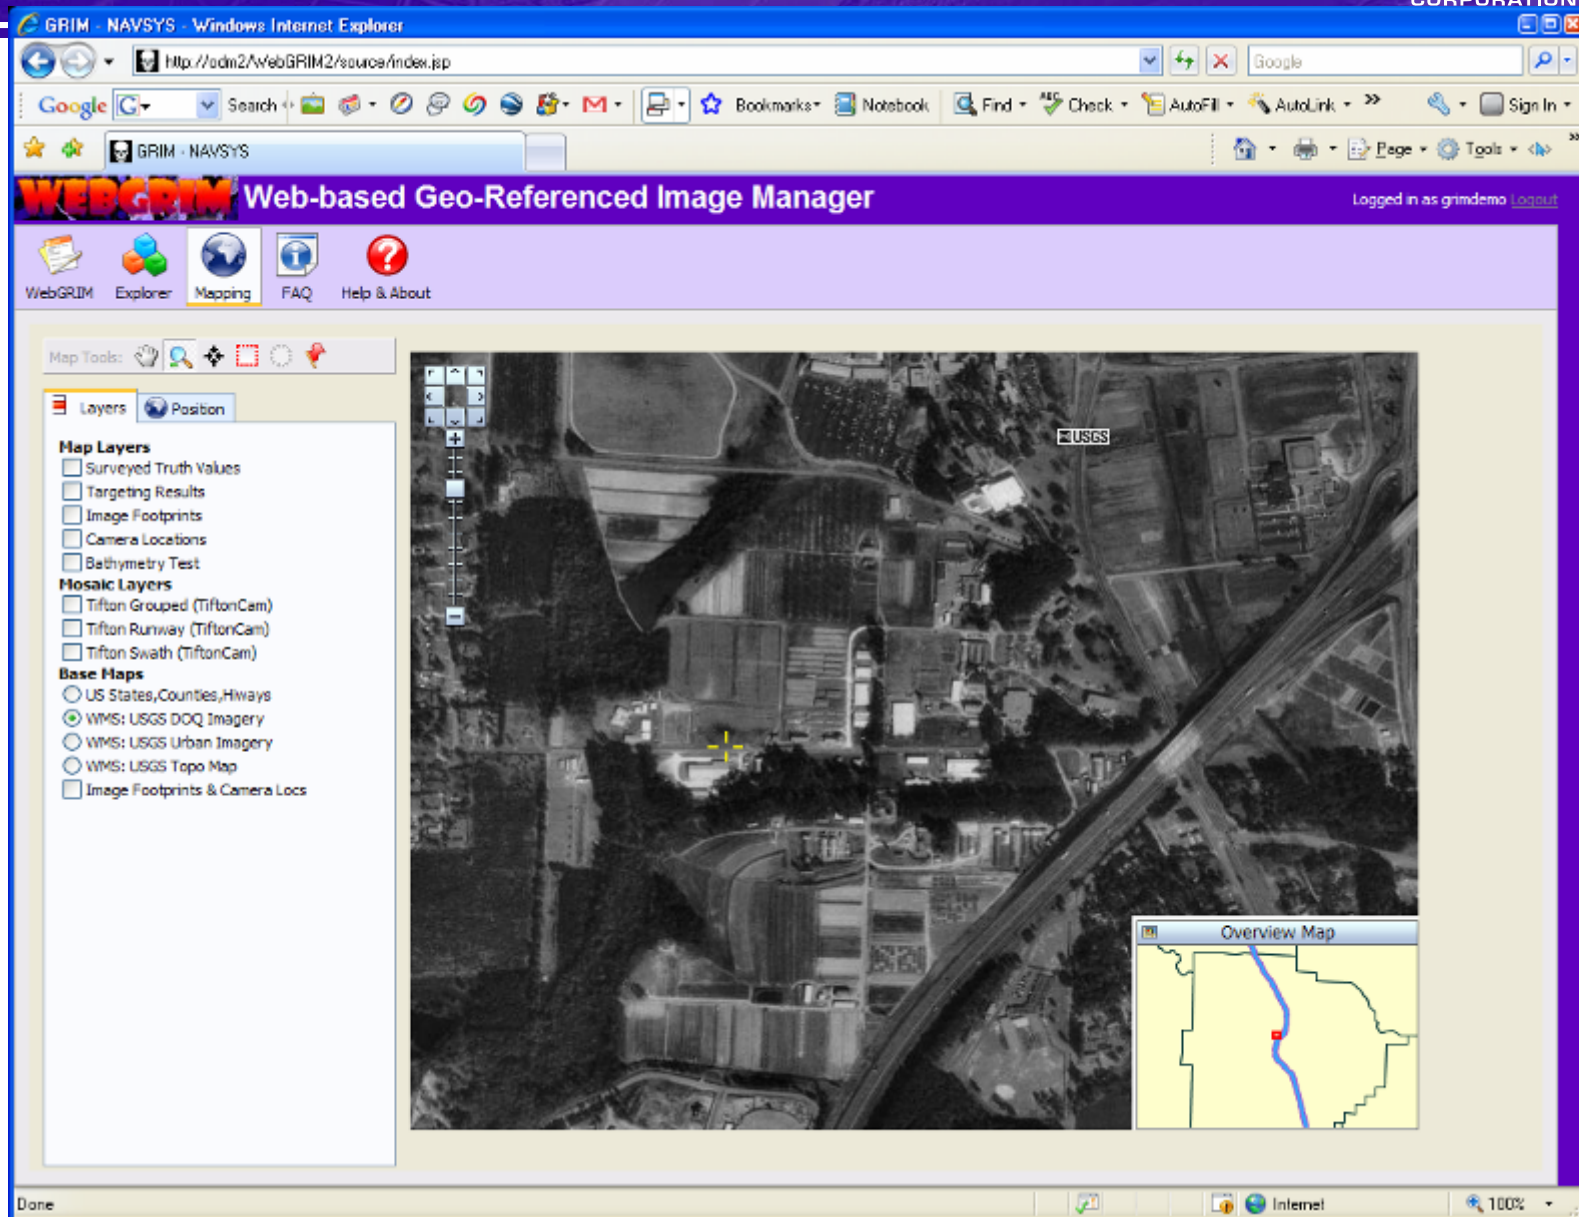 CORPORATION
GRIM - NAVSYS - Windows Internet Explorer
http://odm2/WebGRIM2/source/index.jsp
Google
Google G Search Bookmarks Notebook Find ABC Check AutoFill AutoLink » Sign In
GRIM - NAVSYS Page Tools »
WEBGRIM Web-based Geo-Referenced Image Manager
Logged in as grimdemo Logout
WebGRIM Explorer Mapping FAQ Help & About
Map Tools:
Layers Position
Map Layers
Surveyed Truth Values
Targeting Results
Image Footprints
Camera Locations
Bathymetry Test
Mosaic Layers
Tifton Grouped (TiftonCam)
Tifton Runway (TiftonCam)
Tifton Swath (TiftonCam)
Base Maps
US States,Counties,Hiways
WMS: USGS DOQ Imagery
WMS: USGS Urban Imagery
WMS: USGS Topo Map
Image Footprints & Camera Locs
USGS
Overview Map
Done Internet 100%